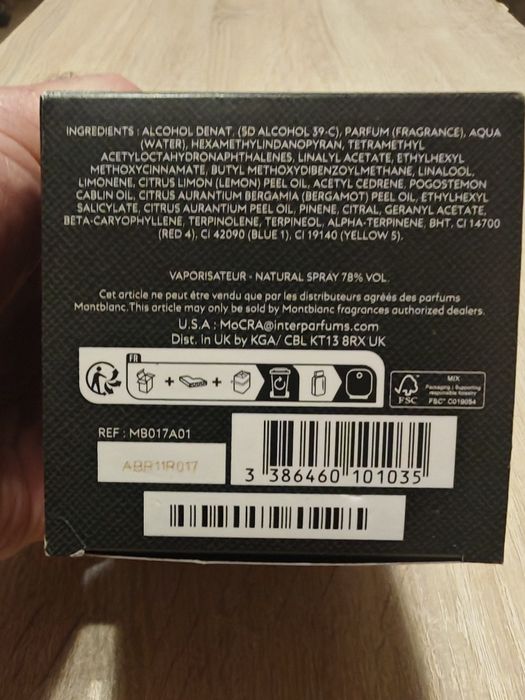 INGREDIENTS : ALCOHOL DENAT. (SD ALCOHOL 39-C), PARFUM (FRAGRANCE), AQUA
(WATER), HEXAMETHYLINDANOPYRAN, TETRAMETHYL
ACETYLOCTAHYDRONAPHTHALENES, LINALYL ACETATE, ETHYLHEXYL
METHOXYCINNAMATE, BUTYL METHOXYDIBENZOYLMETHANE, LINALOOL,
LIMONENE, CITRUS LIMON (LEMON) PEEL OIL, ACETYL CEDRENE, POGOSTEMON
CABLIN OIL, CITRUS AURANTIUM BERGAMIA (BERGAMOT) PEEL OIL, ETHYLHEXYL
SALICYLATE, CITRUS AURANTIUM PEEL OIL, PINENE, CITRAL, GERANYL ACETATE,
BETA-CARYOPHYLLENE, TERPINOLENE, TERPINEOL, ALPHA-TERPINENE, BHT, CI 14700
(RED 4), CI 42090 (BLUE 1), CI 19140 (YELLOW 5).
VAPORISATEUR - NATURAL SPRAY 78% VOL.
Cet article ne peut être vendu que par les distributeurs agréés des parfums
Montblanc. This article may only be sold by Montblanc fragrances authorized dealers.
U.S.A : MoCRA@interparfums.com
Dist. in UK by KGA/ CBL KT13 8RX UK
FR
+ +
FSC
MIX
Packaging | Supporting
responsible forestry
FSC® C019054
REF : MB017A01
ABR11R017
3 386460 101035